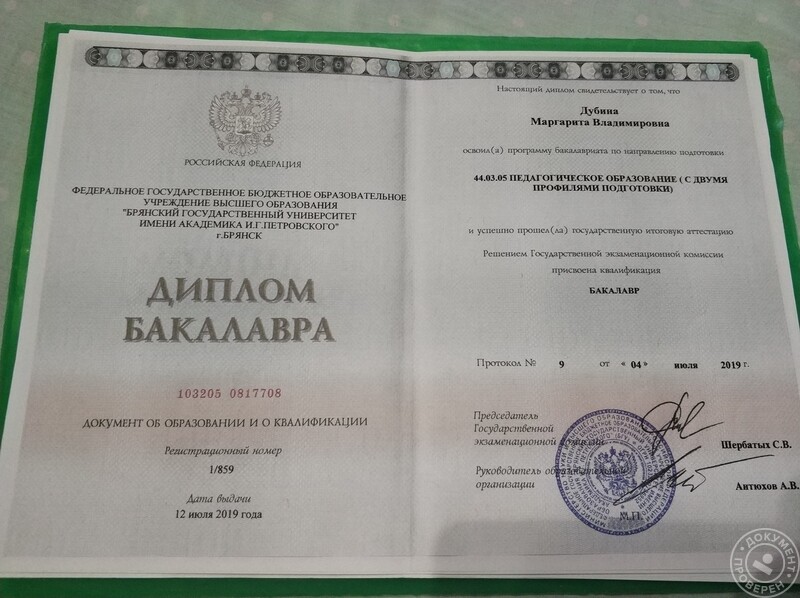 РОССИЙСКАЯ ФЕДЕРАЦИЯ
ФЕДЕРАЛЬНОЕ ГОСУДАРСТВЕННОЕ БЮДЖЕТНОЕ ОБРАЗОВАТЕЛЬНОЕ
УЧРЕЖДЕНИЕ ВЫСШЕГО ОБРАЗОВАНИЯ
"БРЯНСКИЙ ГОСУДАРСТВЕННЫЙ УНИВЕРСИТЕТ
ИМЕНИ АКАДЕМИКА И.Г.ПЕТРОВСКОГО"
г.БРЯНСК
ДИПЛОМ
БАКАЛАВРА
103205 0817708
ДОКУМЕНТ ОБ ОБРАЗОВАНИИ И О КВАЛИФИКАЦИИ
Регистрационный номер
1/859
Дата выдачи
12 июля 2019 года
Настоящий диплом свидетельствует о том, что
Дубина
Маргарита Владимировна
освоил(а) программу бакалавриата по направлению подготовки
44.03.05 ПЕДАГОГИЧЕСКОЕ ОБРАЗОВАНИЕ ( С ДВУМЯ
ПРОФИЛЯМИ ПОДГОТОВКИ)
и успешно прошел(ла) государственную итоговую аттестацию
Решением Государственной экзаменационной комиссии
присвоена квалификация
БАКАЛАВР
Протокол № 9 от « 04 » июля 2019 г.
Председатель
Государственной
экзаменационной комиссии
Щербатых С.В.
Руководитель образовательной
организации
Антюхов А.В.
М.П.
ДОКУМЕНТ
ПРОВЕРЕН